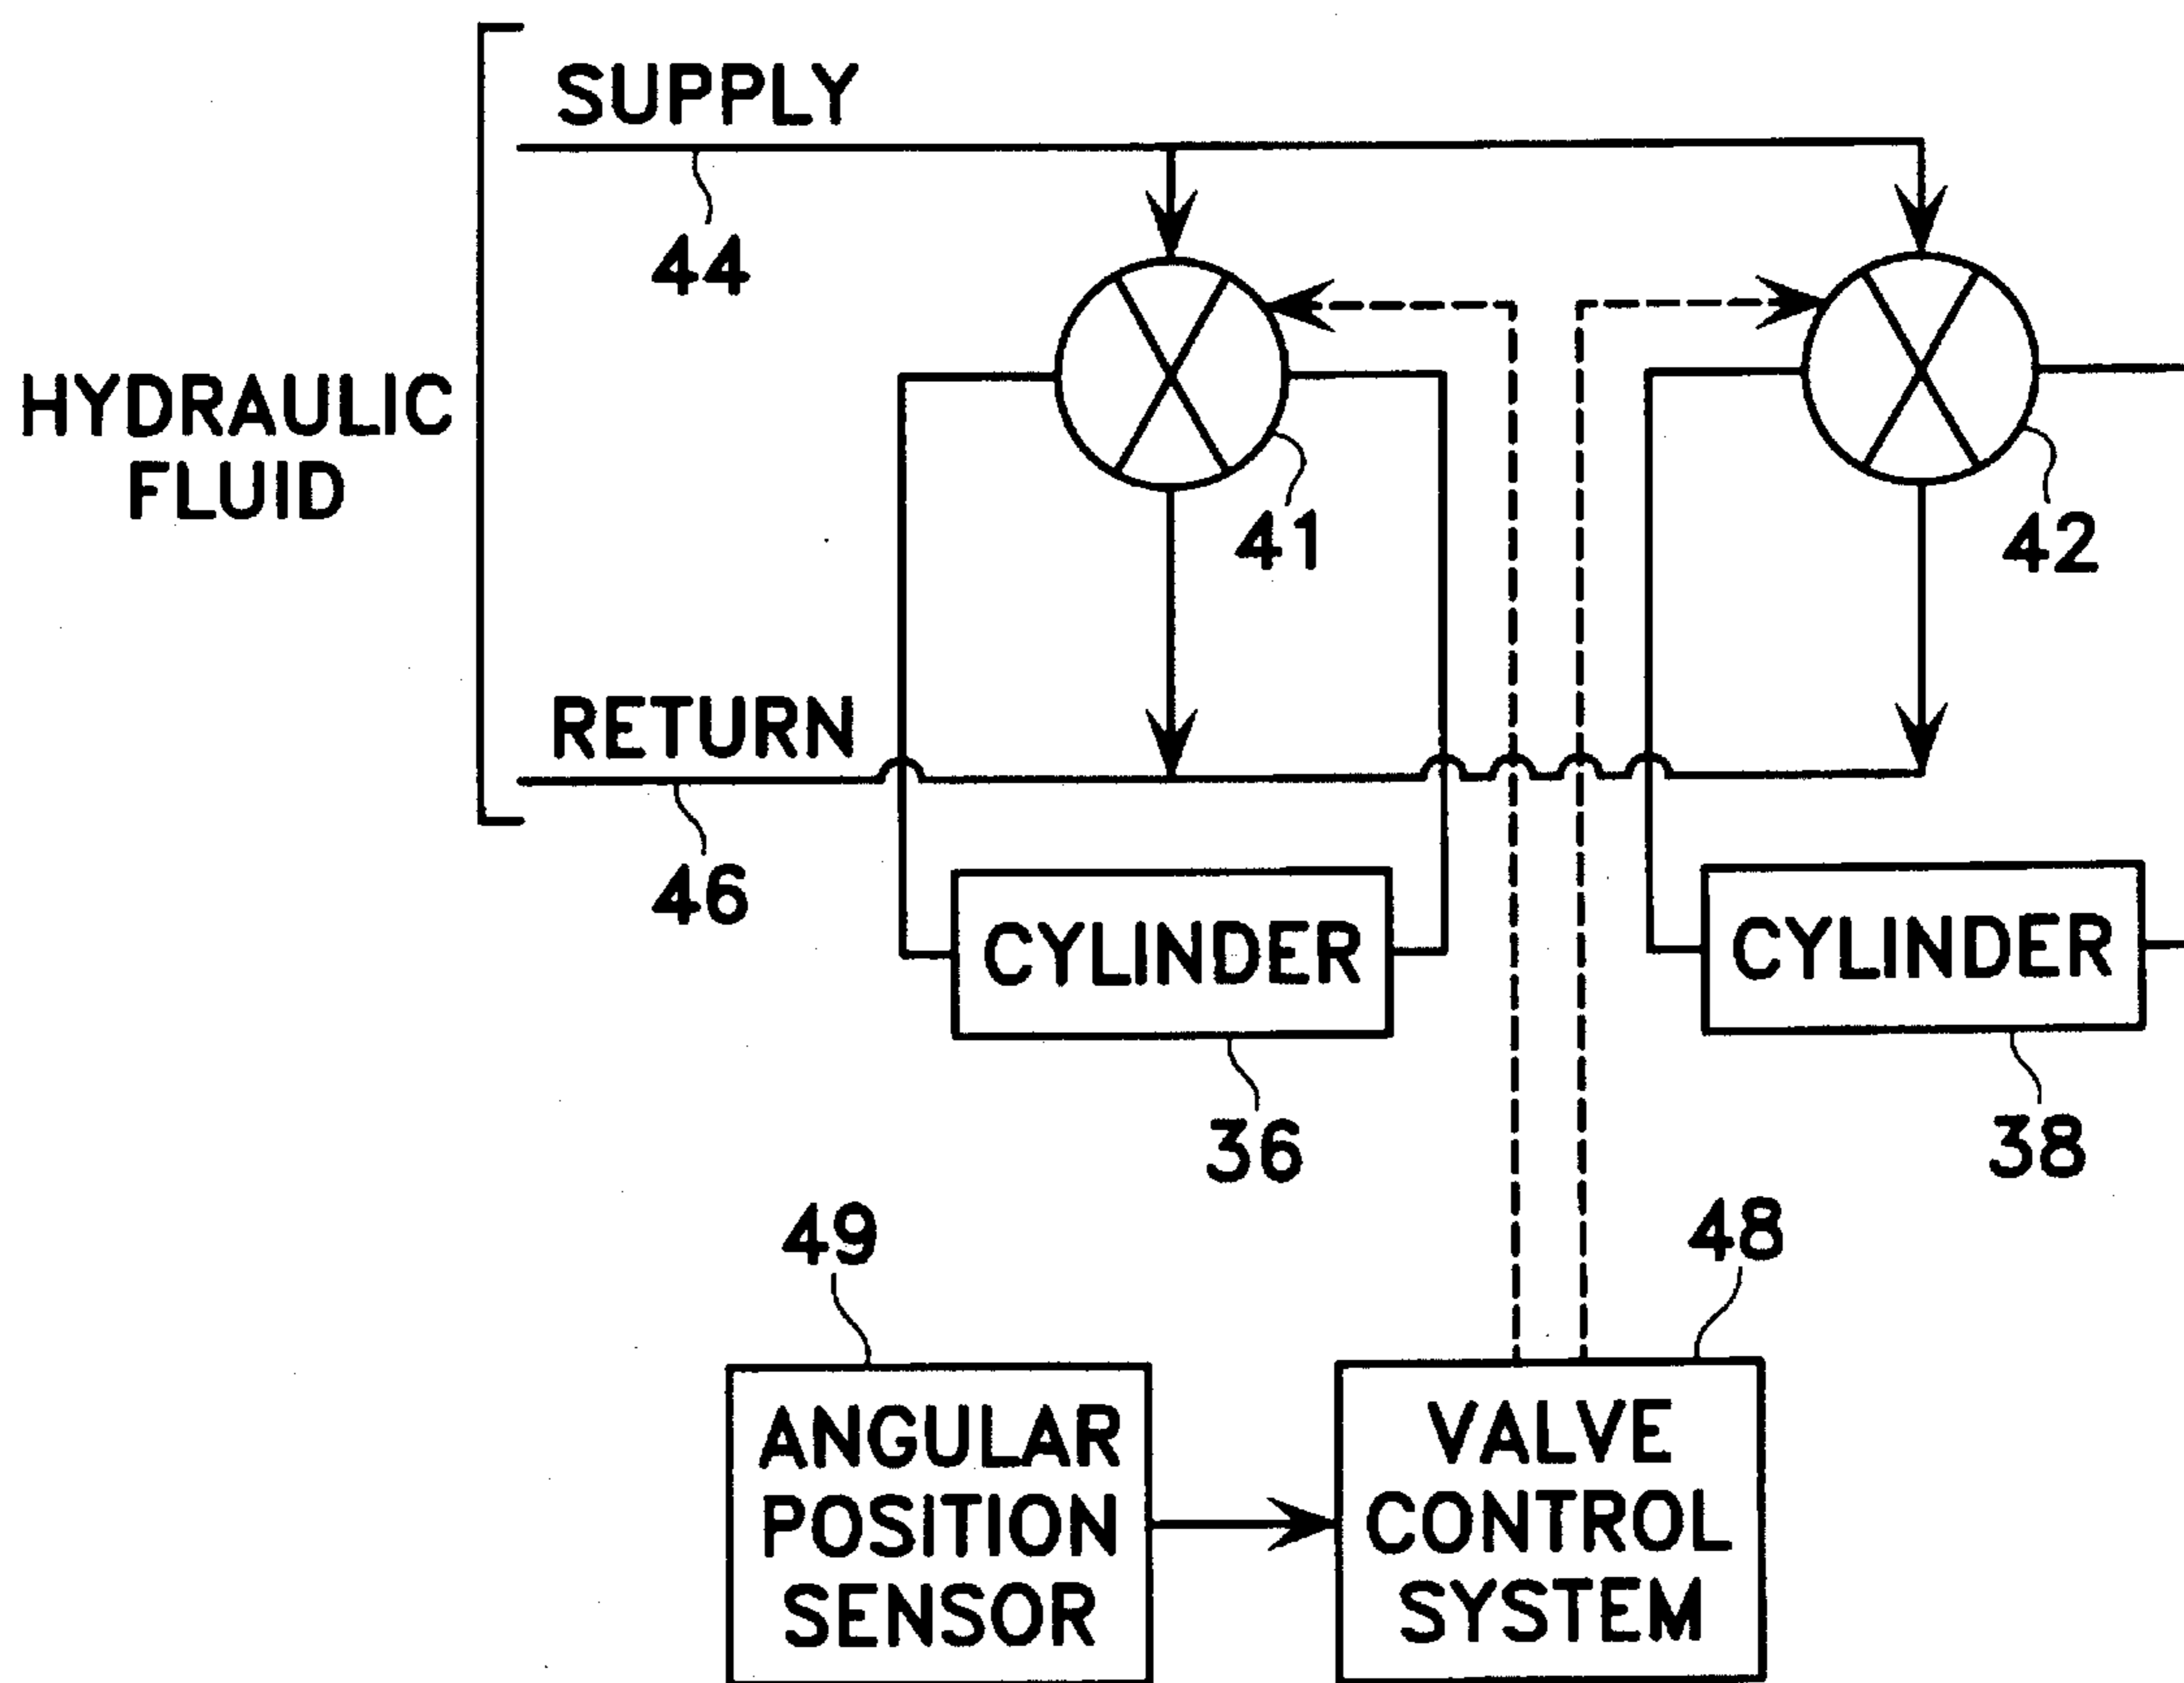 SUPPLY
44
HYDRAULIC
FLUID
41
42
RETURN
46
CYLINDER
CYLINDER
36
38
49
48
ANGULAR
POSITION
SENSOR
VALVE
CONTROL
SYSTEM